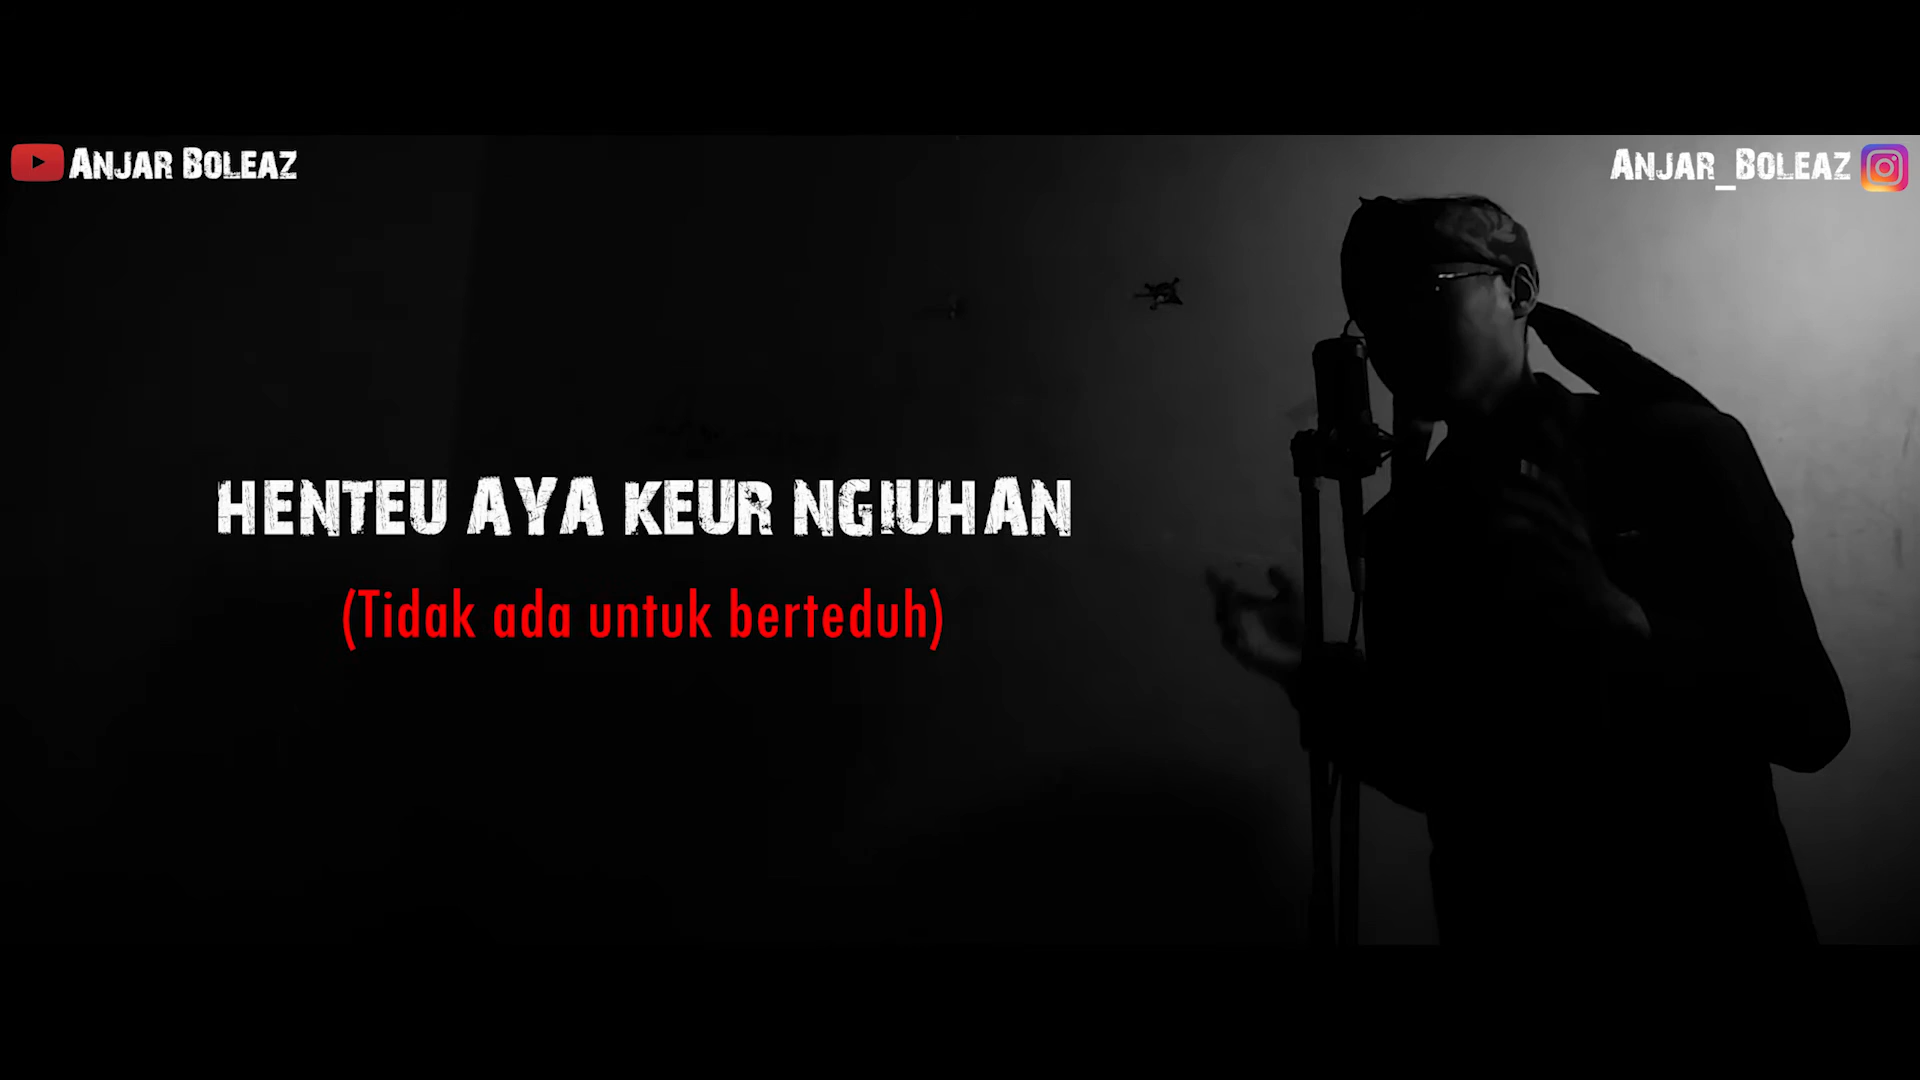 Anjar Boleaz
Anjar_Boleaz
HENTEU AYA KEUR NGIUHAN
(Tidak ada untuk berteduh)